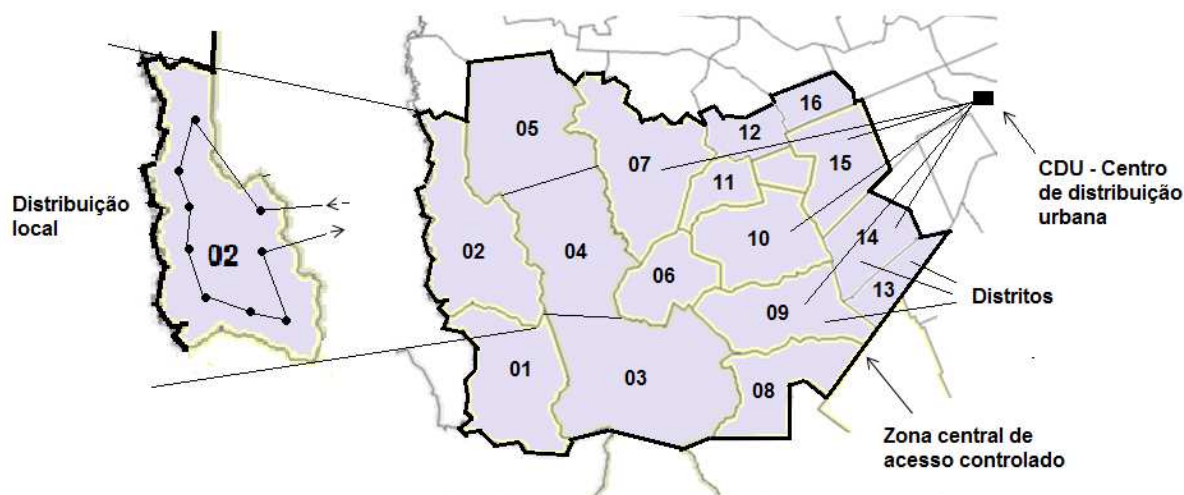 Distribuição
local
02
05
02
01
04
03
07
06
12
11
10
09
08
16
15
14
13
CDU - Centro
de distribuição
urbana
Distritos
Zona central de
acesso controlado